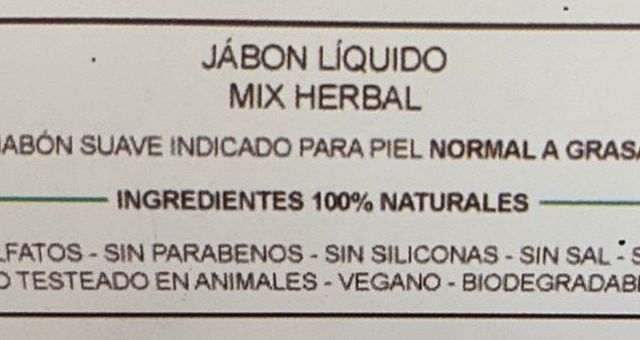 JÁBON LÍQUIDO
MIX HERBAL
JABÓN SUAVE INDICADO PARA PIEL NORMAL A GRASA
INGREDIENTES 100% NATURALES
LFATOS - SIN PARABENOS - SIN SILICONAS - SIN SAL - S
O TESTEADO EN ANIMALES - VEGANO - BIODEGRADAB